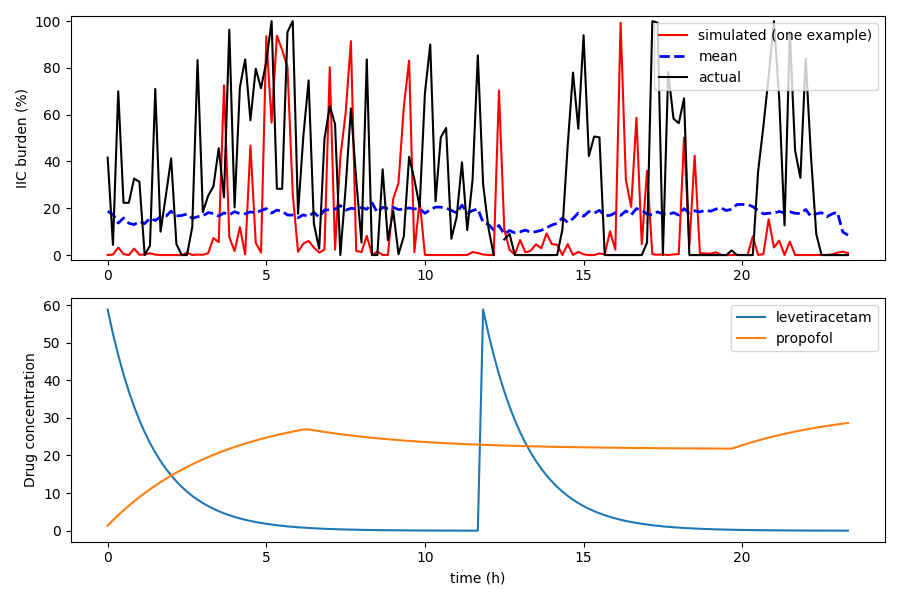 100
80
60
40
20
0
IIC burden (%)
simulated (one example)
mean
actual
0 5 10 15 20
60
50
40
30
20
10
0
Drug concentration
levetiracetam
propofol
0 5 10 15 20
time (h)